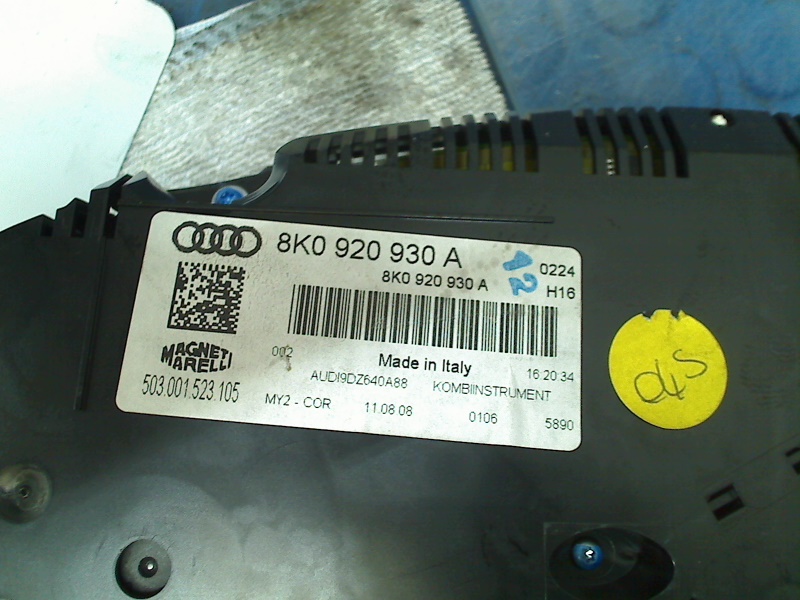 8K0 920 930 A
8K0 920 930 A
12
0224
H16
002
Made in Italy
16:20:34
MAGNETI
MARELLI
AUDI9DZ640A88 KOMBIINSTRUMENT
503.001.523.105
MY2 - COR 11.08 08 0106 5890